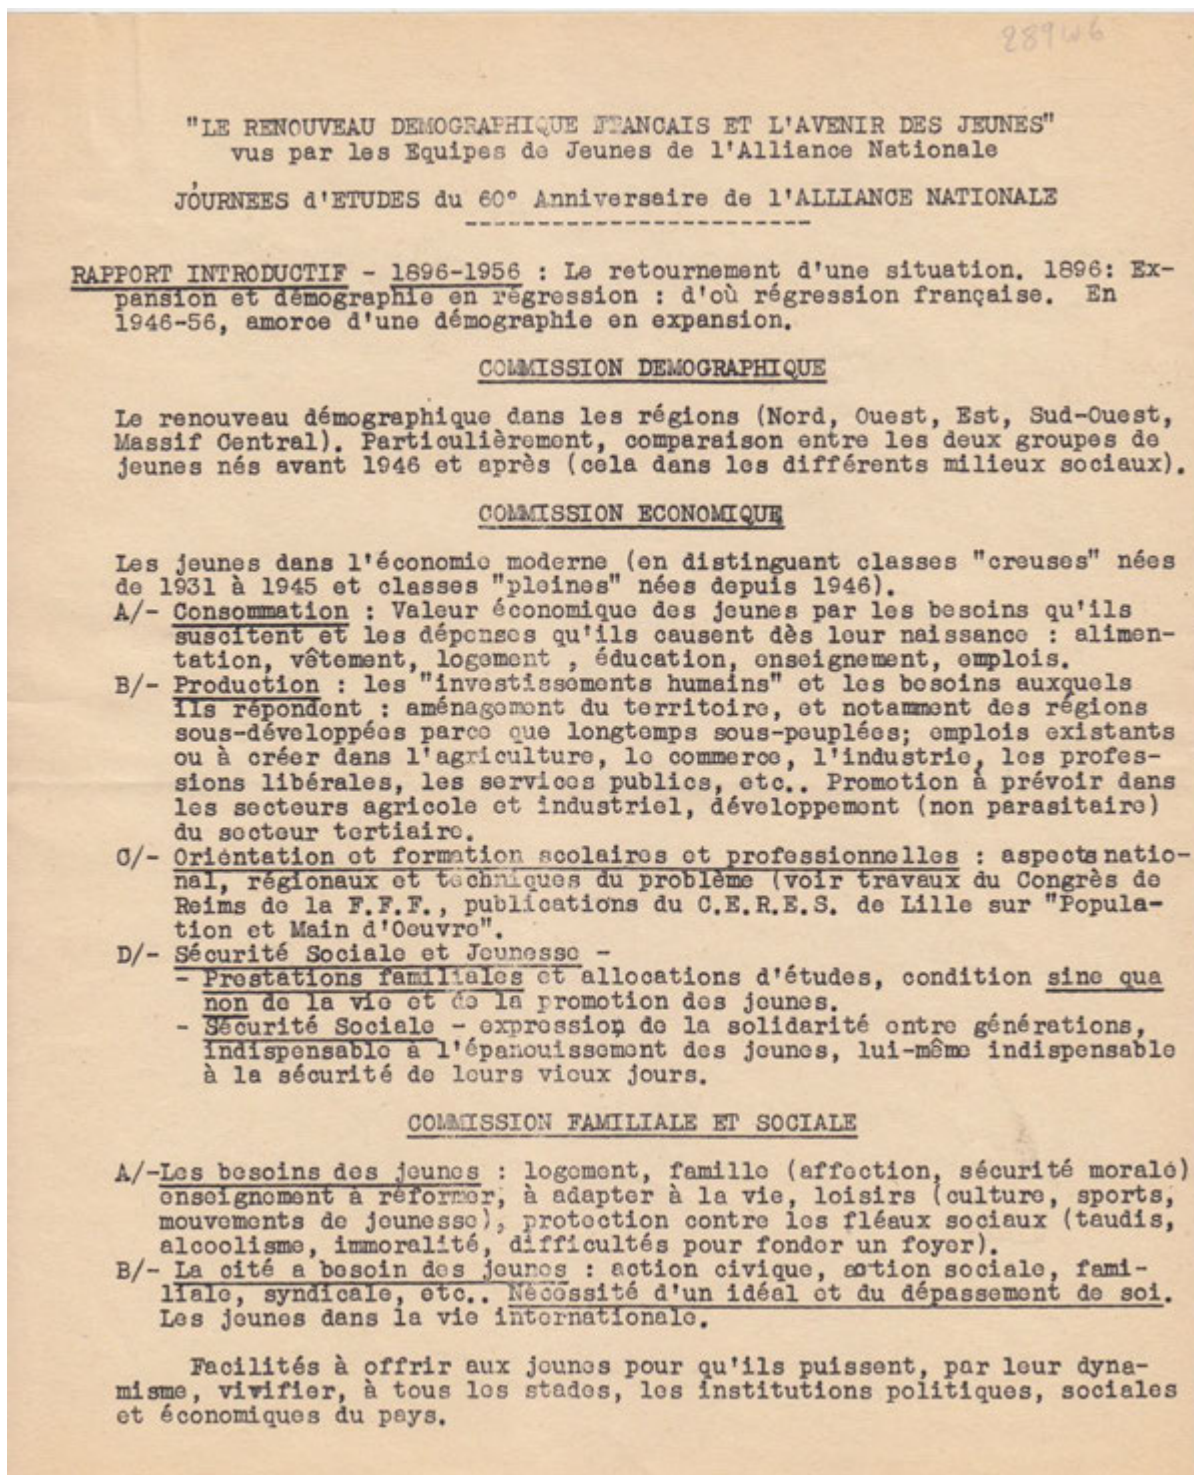 289W6
"LE RENOUVEAU DEMOGRAPHIQUE FRANCAIS ET L'AVENIR DES JEUNES"
vus par les Equipes de Jeunes de l'Alliance Nationale
JOURNEES d'ETUDES du 60° Anniversaire de l'ALLIANCE NATIONALE
------------------------
RAPPORT INTRODUCTIF - 1896-1956 : Le retournement d'une situation. 1896: Ex-
pansion et démographie en régression : d'où régression française. En
1946-56, amorce d'une démographie en expansion.
COMMISSION DEMOGRAPHIQUE
Le renouveau démographique dans les régions (Nord, Ouest, Est, Sud-Ouest,
Massif Central). Particulièrement, comparaison entre les deux groupes de
jeunes nés avant 1946 et après (cela dans les différents milieux sociaux).
COMMISSION ECONOMIQUE
Les jeunes dans l'économie moderne (en distinguant classes "creuses" nées
de 1931 à 1945 et classes "pleines" nées depuis 1946).
A/- Consommation : Valeur économique des jeunes par les besoins qu'ils
suscitent et les dépenses qu'ils causent dès leur naissance : alimen-
tation, vêtement, logement , éducation, enseignement, emplois.
B/- Production : les "investissements humains" et les besoins auxquels
ils répondent : aménagement du territoire, et notamment des régions
sous-développées parce que longtemps sous-peuplées; emplois existants
ou à créer dans l'agriculture, le commerce, l'industrie, les profes-
sions libérales, les services publics, etc.. Promotion à prévoir dans
les secteurs agricole et industriel, développement (non parasitaire)
du secteur tertiaire.
C/- Orientation et formation scolaires et professionnelles : aspects natio-
nal, régionaux et techniques du problème (voir travaux du Congrès de
Reims de la F.F.F., publications du C.E.R.E.S. de Lille sur "Popula-
tion et Main d'Oeuvre".
D/- Sécurité Sociale et Jeunesse -
- Prestations familiales et allocations d'études, condition sine qua
non de la vie et de la promotion des jeunes.
- Sécurité Sociale - expression de la solidarité entre générations,
indispensable à l'épanouissement des jeunes, lui-même indispensable
à la sécurité de leurs vieux jours.
COMMISSION FAMILIALE ET SOCIALE
A/-Les besoins des jeunes : logement, famille (affection, sécurité morale)
enseignement à réformer, à adapter à la vie, loisirs (culture, sports,
mouvements de jeunesse), protection contre les fléaux sociaux (taudis,
alcoolisme, immoralité, difficultés pour fonder un foyer).
B/- La cité a besoin des jeunes : action civique, action sociale, fami-
liale, syndicale, etc.. Nécessité d'un idéal et du dépassement de soi.
Les jeunes dans la vie internationale.
Facilités à offrir aux jeunes pour qu'ils puissent, par leur dyna-
misme, vivifier, à tous les stades, les institutions politiques, sociales
et économiques du pays.